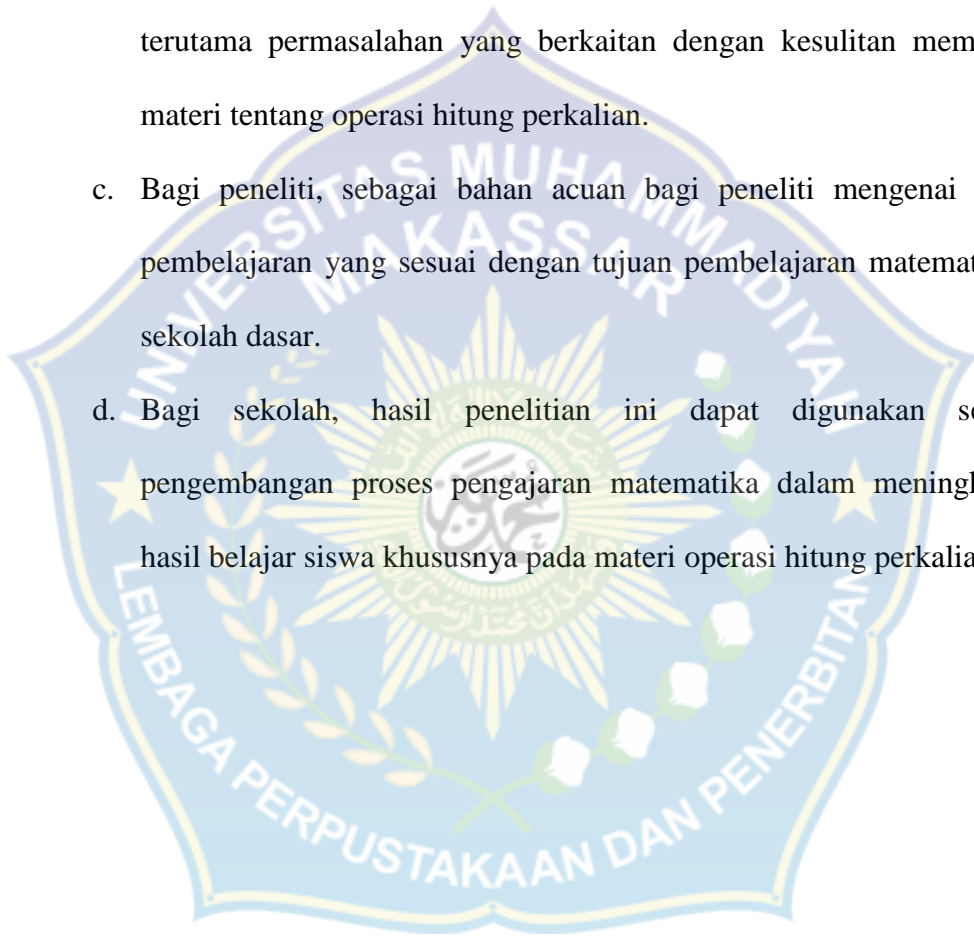 terutama permasalahan yang berkaitan dengan kesulitan mem
materi tentang operasi hitung perkalian.
c. Bagi peneliti, sebagai bahan acuan bagi peneliti mengenai
pembelajaran yang sesuai dengan tujuan pembelajaran matemat
sekolah dasar.
d. Bagi sekolah, hasil penelitian ini dapat digunakan se
pengembangan proses pengajaran matematika dalam mening
hasil belajar siswa khususnya pada materi operasi hitung perkalia
UNIVERSITAS MUHAMMADIYAH
MAKASSAR
LEMBAGA PERPUSTAKAAN DAN PENERBITAN